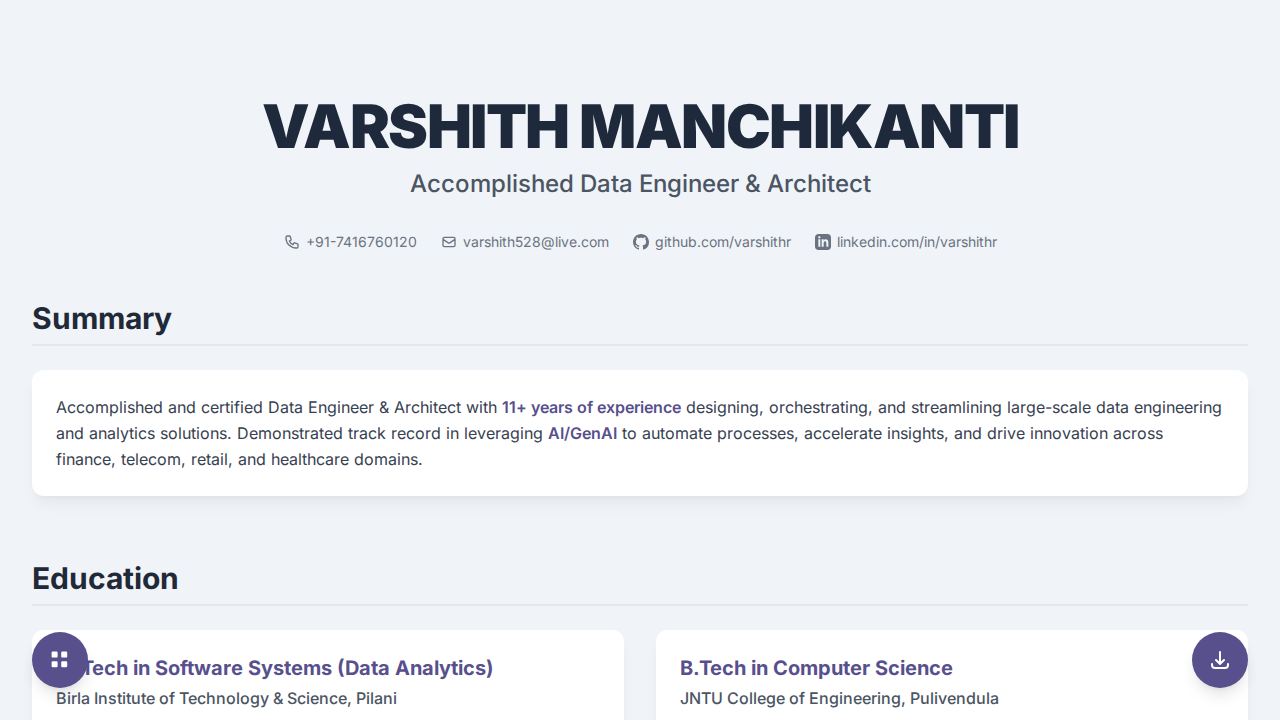 VARSHITH MANCHIKANTI
Accomplished Data Engineer & Architect
+91-7416760120 varshith528@live.com github.com/varshithr linkedin.com/in/varshithr
Summary
Accomplished and certified Data Engineer & Architect with 11+ years of experience designing, orchestrating, and streamlining large-scale data engineering
and analytics solutions. Demonstrated track record in leveraging AI/GenAI to automate processes, accelerate insights, and drive innovation across
finance, telecom, retail, and healthcare domains.
Education
Tech in Software Systems (Data Analytics)
Birla Institute of Technology & Science, Pilani
B.Tech in Computer Science
JNTU College of Engineering, Pulivendula